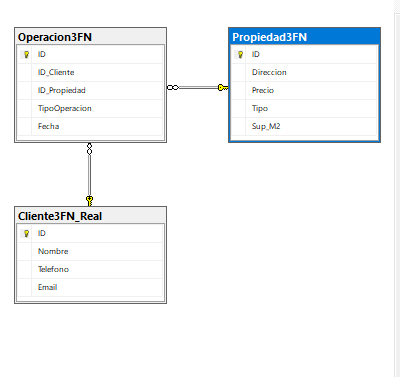 Operacion3FN
ID
ID_Cliente
ID_Propiedad
TipoOperacion
Fecha
Propiedad3FN
ID
Direccion
Precio
Tipo
Sup_M2
Cliente3FN_Real
ID
Nombre
Telefono
Email